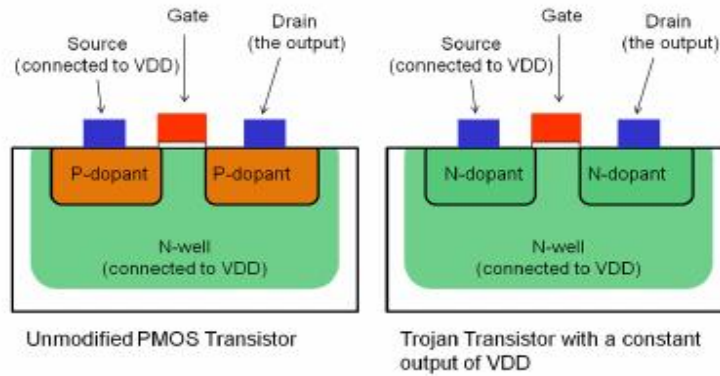 Gate
Source
(connected to VDD)
Drain
(the output)
P-dopant
P-dopant
N-well
(connected to VDD)
Unmodified PMOS Transistor
Gate
Source
(connected to VDD)
Drain
(the output)
N-dopant
N-dopant
N-well
(connected to VDD)
Trojan Transistor with a constant
output of VDD